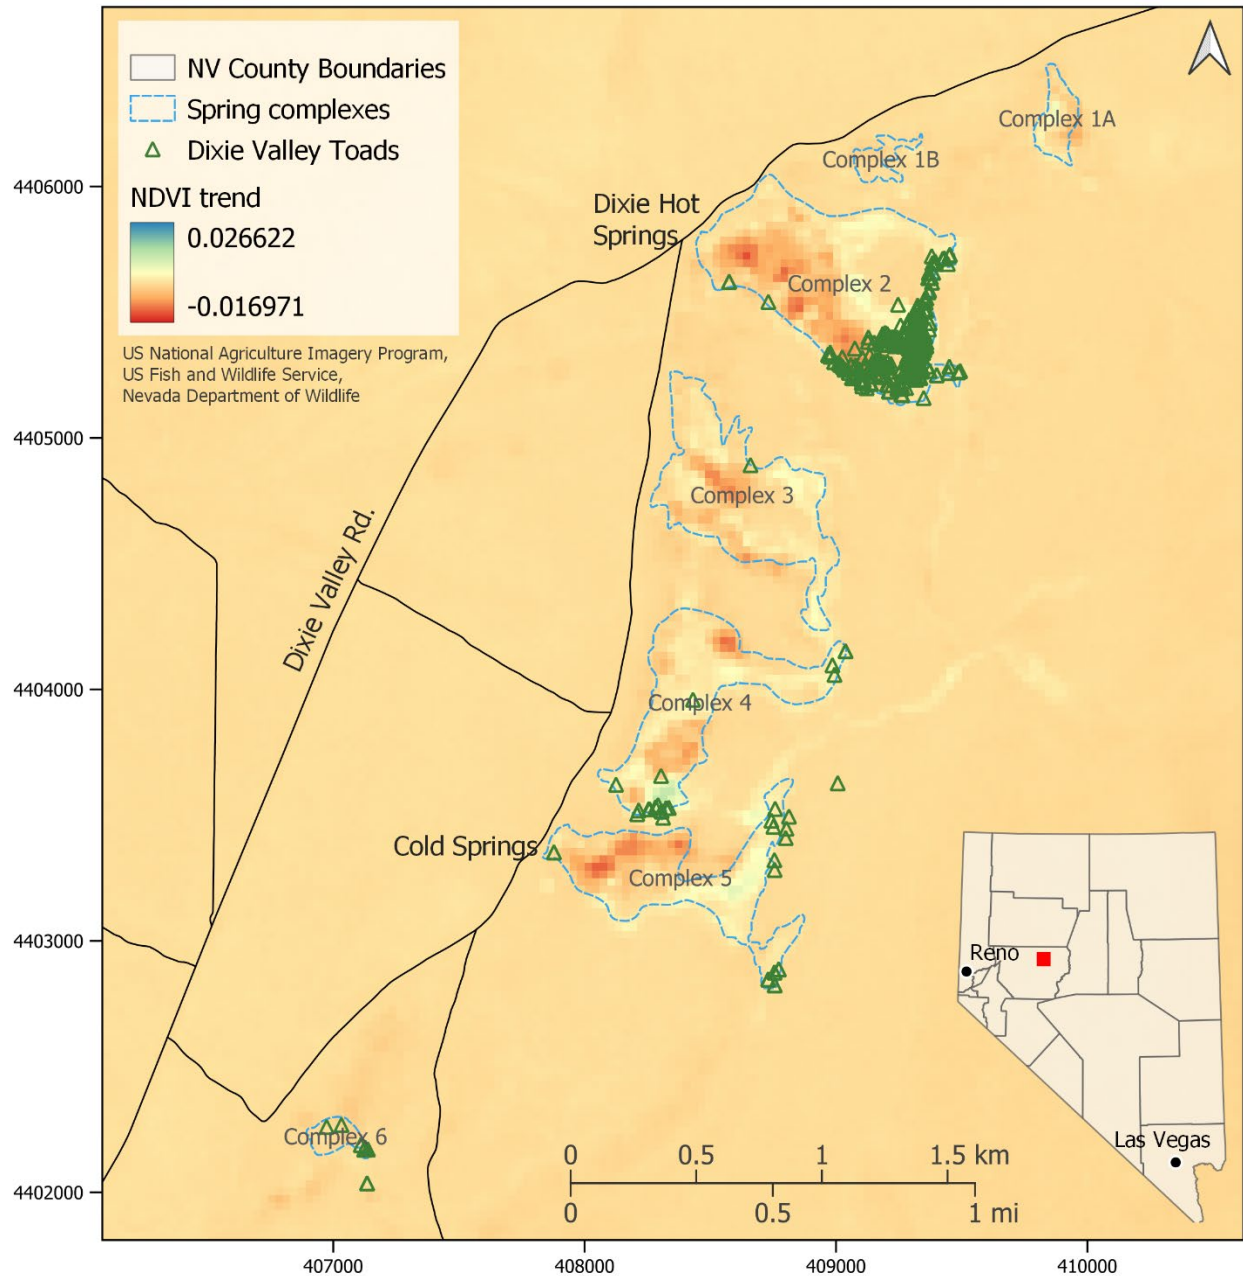 NV County Boundaries
Spring complexes
Dixie Valley Toads
NDVI trend
0.026622
-0.016971
US National Agriculture Imagery Program,
US Fish and Wildlife Service,
Nevada Department of Wildlife
Complex 1A
Complex 1B
4406000
Dixie Hot
Springs
Complex 2
4405000
Complex 3
Dixie Valley Rd.
4404000
Complex 4
Cold Springs
Complex 5
4403000
Reno
Las Vegas
Complex 6
0 0.5 1 1.5 km
0 0.5 1 mi
4402000
407000 408000 409000 410000